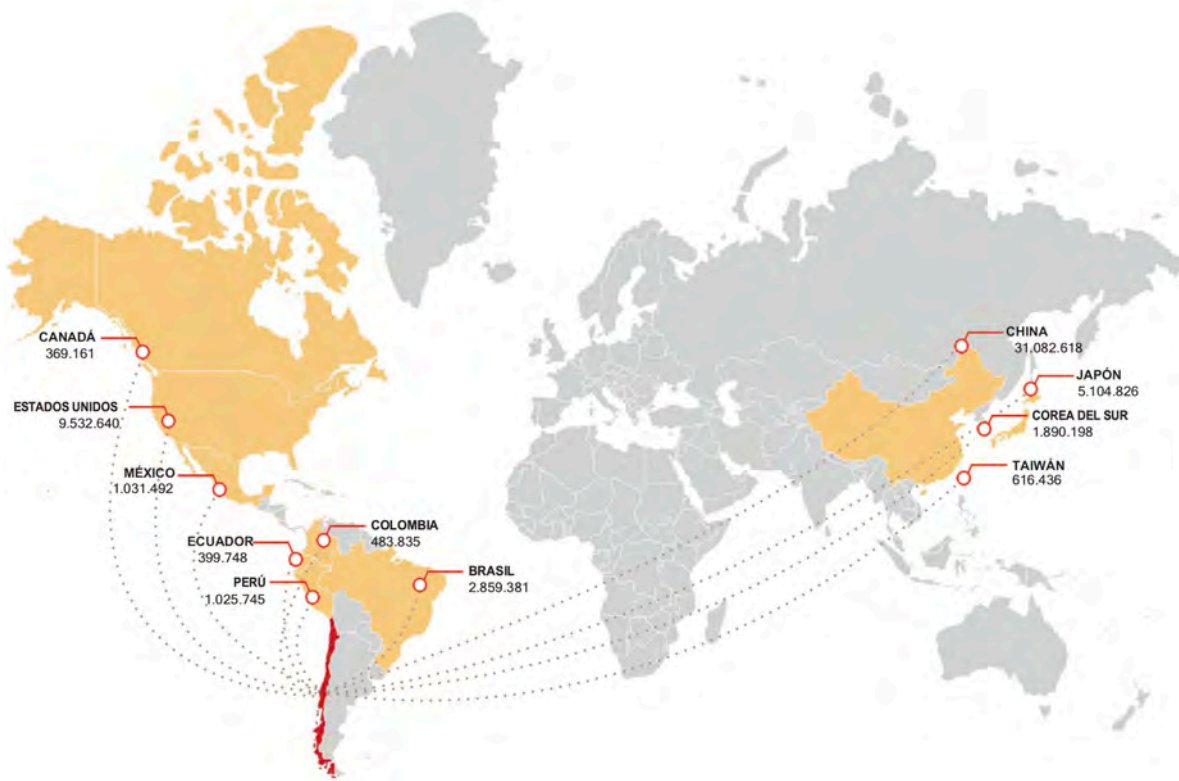 CANADÁ
369.161
ESTADOS UNIDOS
9.532.640
MÉXICO
1.031.492
ECUADOR
399.748
PERÚ
1.025.745
COLOMBIA
483.835
BRASIL
2.859.381
CHINA
31.082.618
JAPÓN
5.104.826
COREA DEL SUR
1.890.198
TAIWÁN
616.436